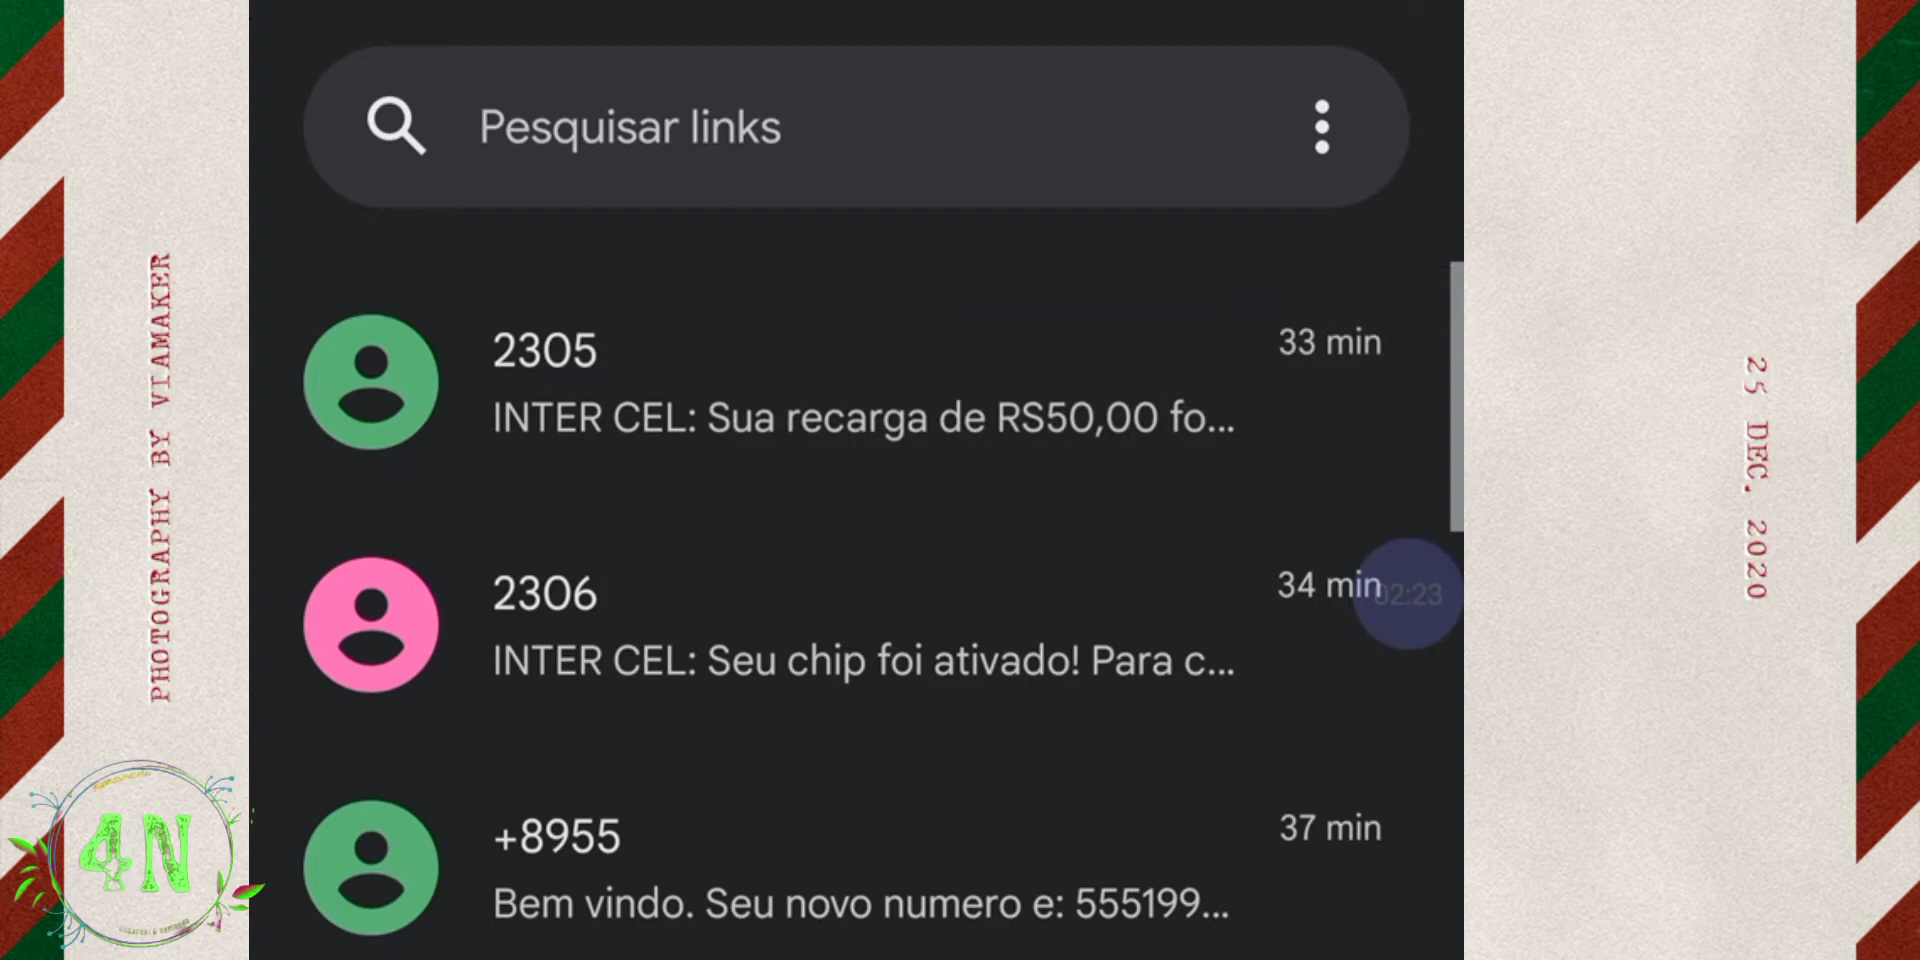 Pesquisar links
2305
33 min
INTER CEL: Sua recarga de RS50,00 fo...
2306
34 min
02:23
INTER CEL: Seu chip foi ativado! Para c...
+8955
37 min
Bem vindo. Seu novo numero e: 555199...
PHOTOGRAPHY BY VIAMAKER
25 DEC. 2020
4N